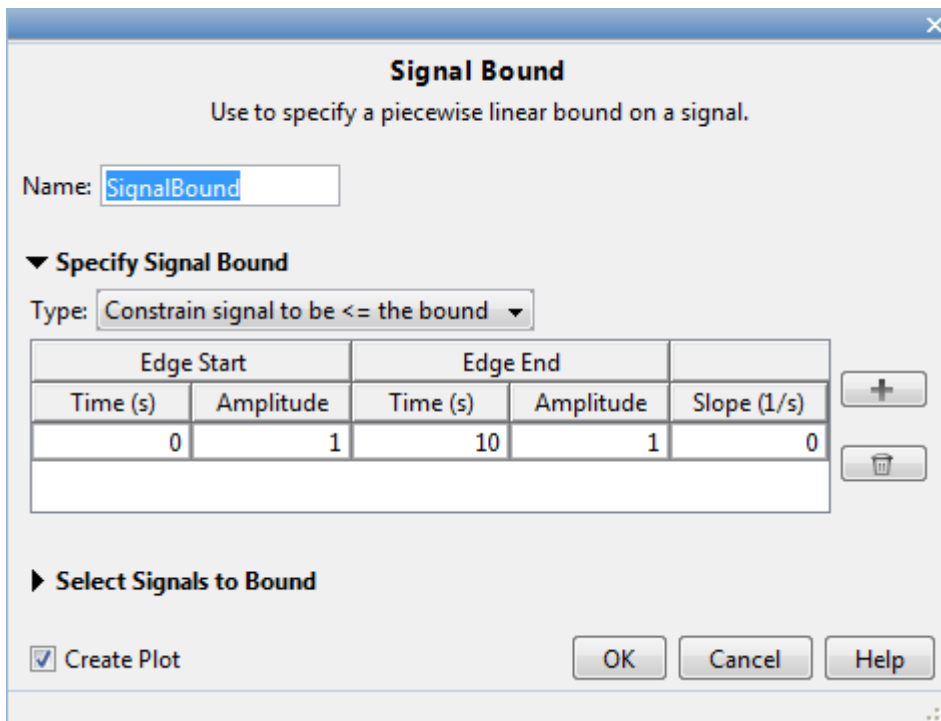 Signal Bound
Use to specify a piecewise linear bound on a signal.
Name: SignalBound
Specify Signal Bound
Type: Constrain signal to be <= the bound
Edge Start Edge End
Time (s) Amplitude Time (s) Amplitude Slope (1/s)
0 1 10 1 0
Select Signals to Bound
Create Plot OK Cancel Help